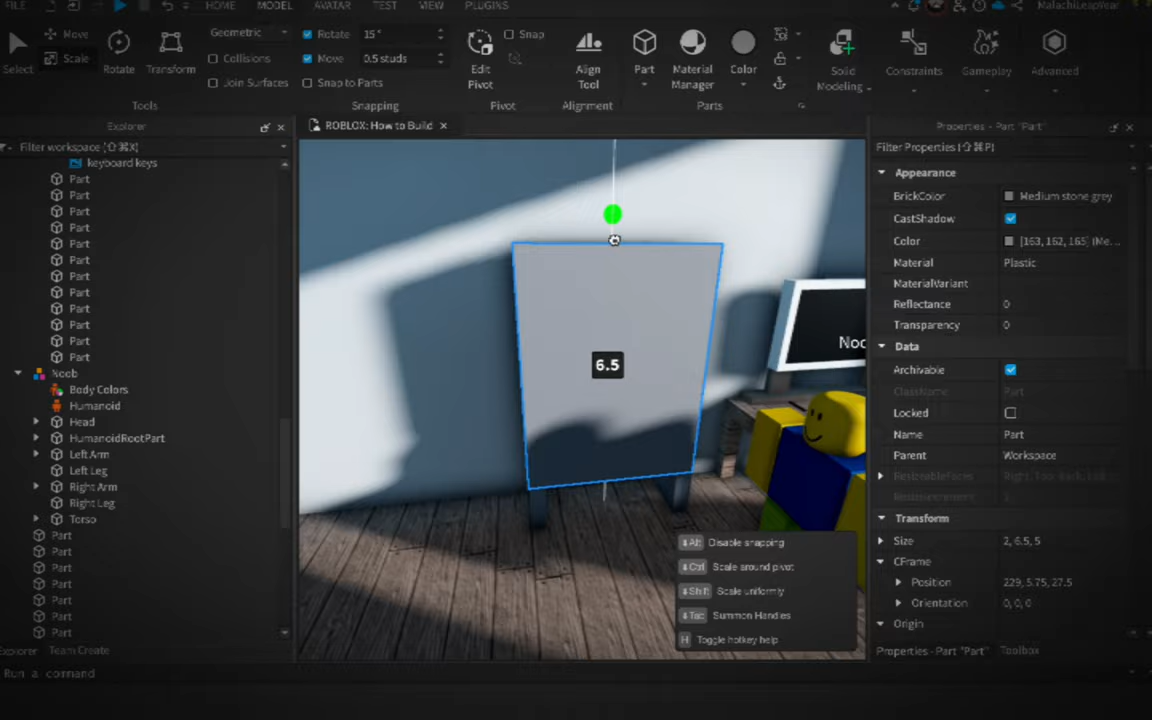 FILE HOME MODEL AVATAR TEST VIEW PLUGINS MalachiLeapYear
Select
Move
Scale
Rotate
Transform
Geometric
Collisions
Join Surfaces
Tools
Rotate 15°
Move 0.5 studs
Snap to Parts
Snapping
Edit
Pivot
Snap
Pivot
Align
Tool
Alignment
Part
Material
Manager
Color
Parts
Solid
Modeling
Constraints
Gameplay
Advanced
Explorer
Filter workspace (⇧⌘X)
keyboard keys
Part
Part
Part
Part
Part
Part
Part
Part
Part
Part
Part
Part
Noob
Body Colors
Humanoid
Head
HumanoidRootPart
Left Arm
Left Leg
Right Arm
Right Leg
Torso
Part
Part
Part
Part
Part
Part
Part
Explorer Team Create
Run a command
ROBLOX: How to Build
6.5
Noo
Alt Disable snapping
Ctrl Scale around pivot
Shift Scale uniformly
Tab Summon Handles
H Toggle hotkey help
Properties - Part "Part"
Filter Properties (⇧⌘P)
Appearance
BrickColor Medium stone grey
CastShadow
Color [163, 162, 165] (Me...
Material Plastic
MaterialVariant
Reflectance 0
Transparency 0
Data
Archivable
ClassName Part
Locked
Name Part
Parent Workspace
Transform
Size 2, 6.5, 5
CFrame
Position 229, 5.75, 27.5
Orientation 0, 0, 0
Origin
Properties - Part "Part" Toolbox